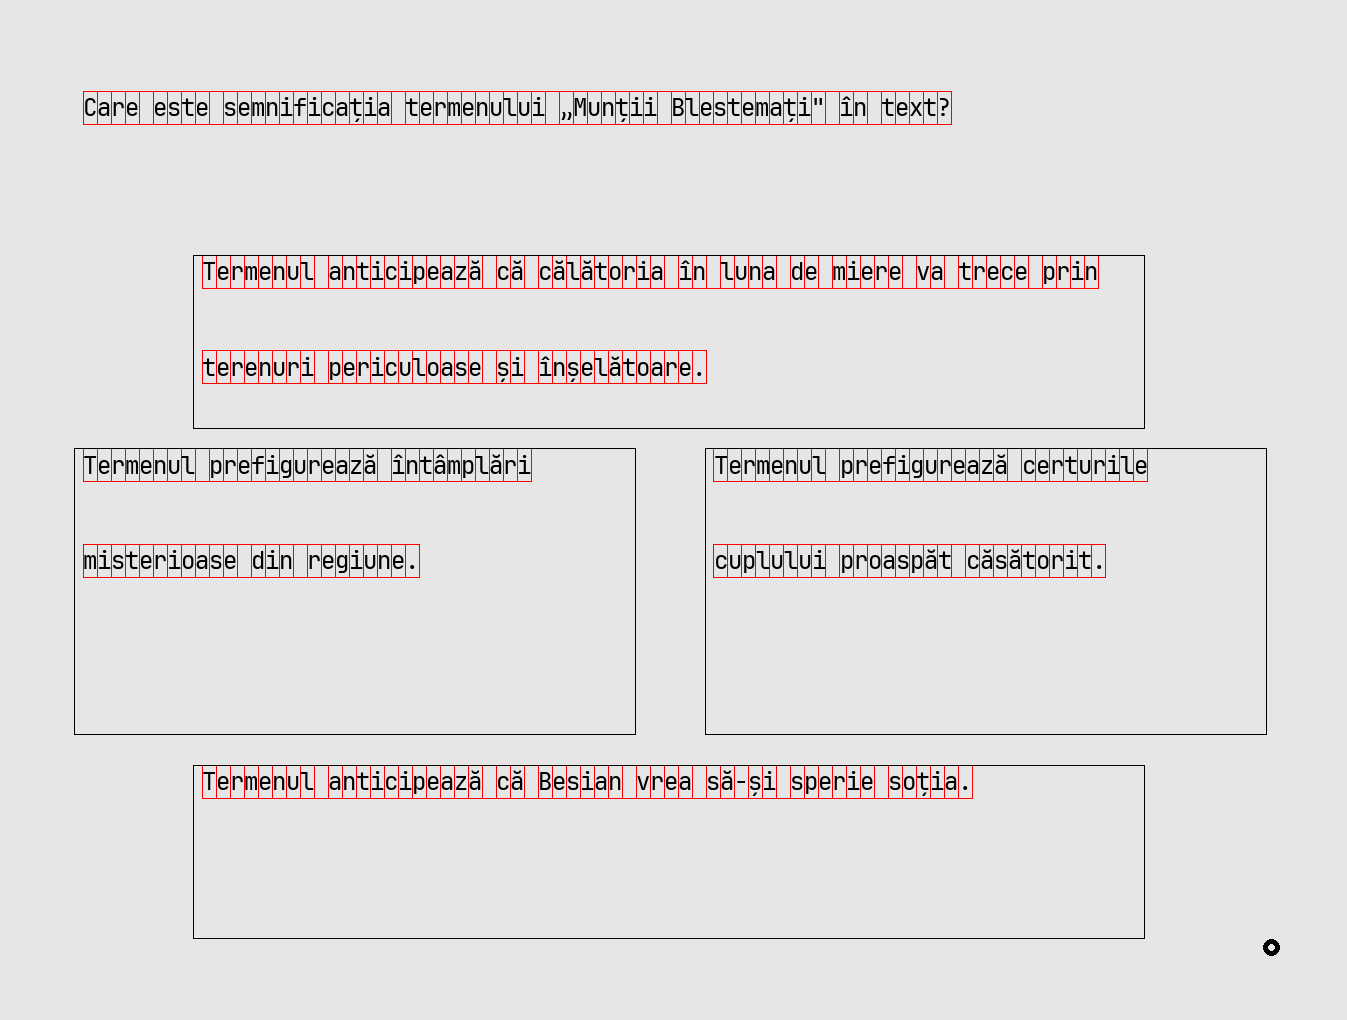 Care este semnificația termenului „Munții Blestemați" în text?
Termenul anticipează că călătoria în luna de miere va trece prin
terenuri periculoase și înșelătoare.
Termenul prefigurează întâmplări
misterioase din regiune.
Termenul prefigurează certurile
cuplului proaspăt căsătorit.
Termenul anticipează că Besian vrea să-și sperie soția.